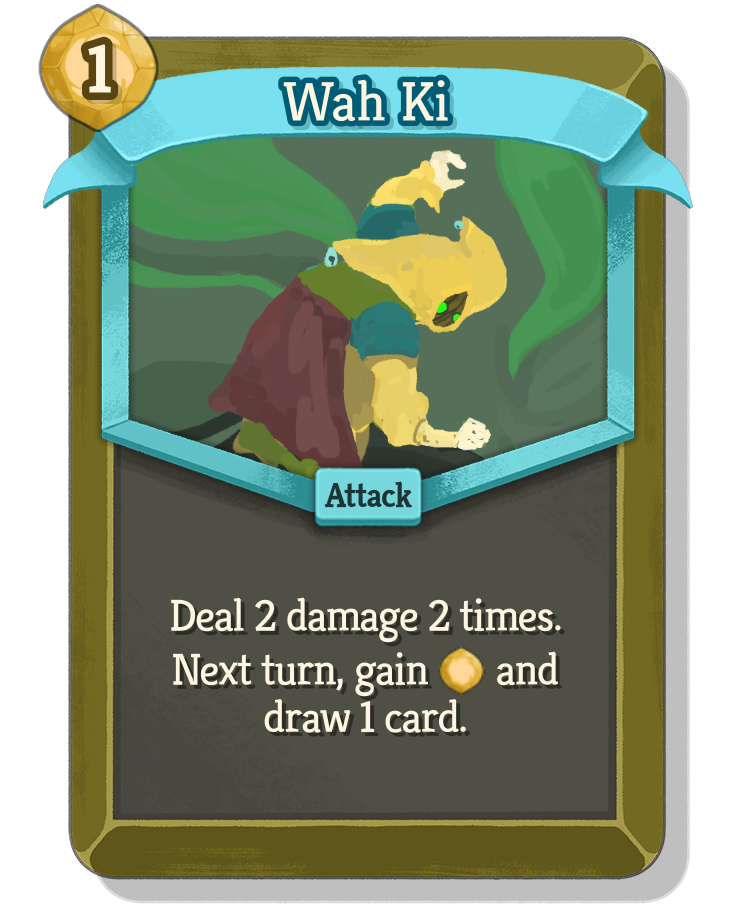 1
Wah Ki
Attack
Deal 2 damage 2 times.
Next turn, gain and
draw 1 card.